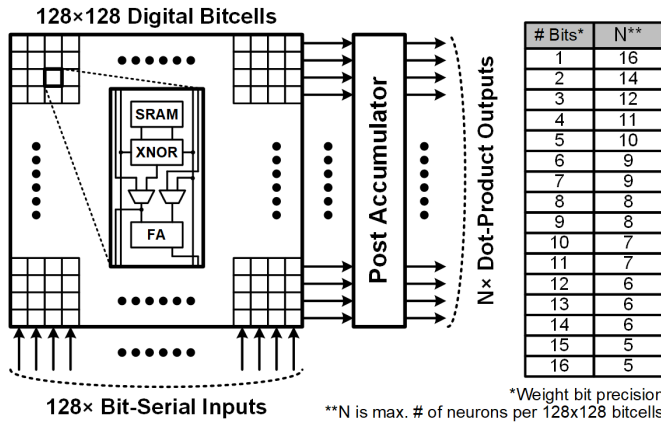 128×128 Digital Bitcells
SRAM
XNOR
FA
Post Accumulator
N× Dot-Product Outputs
128× Bit-Serial Inputs
# Bits* N**
1 16
2 14
3 12
4 11
5 10
6 9
7 9
8 8
9 8
10 7
11 7
12 6
13 6
14 6
15 5
16 5
*Weight bit precision
**N is max. # of neurons per 128x128 bitcells